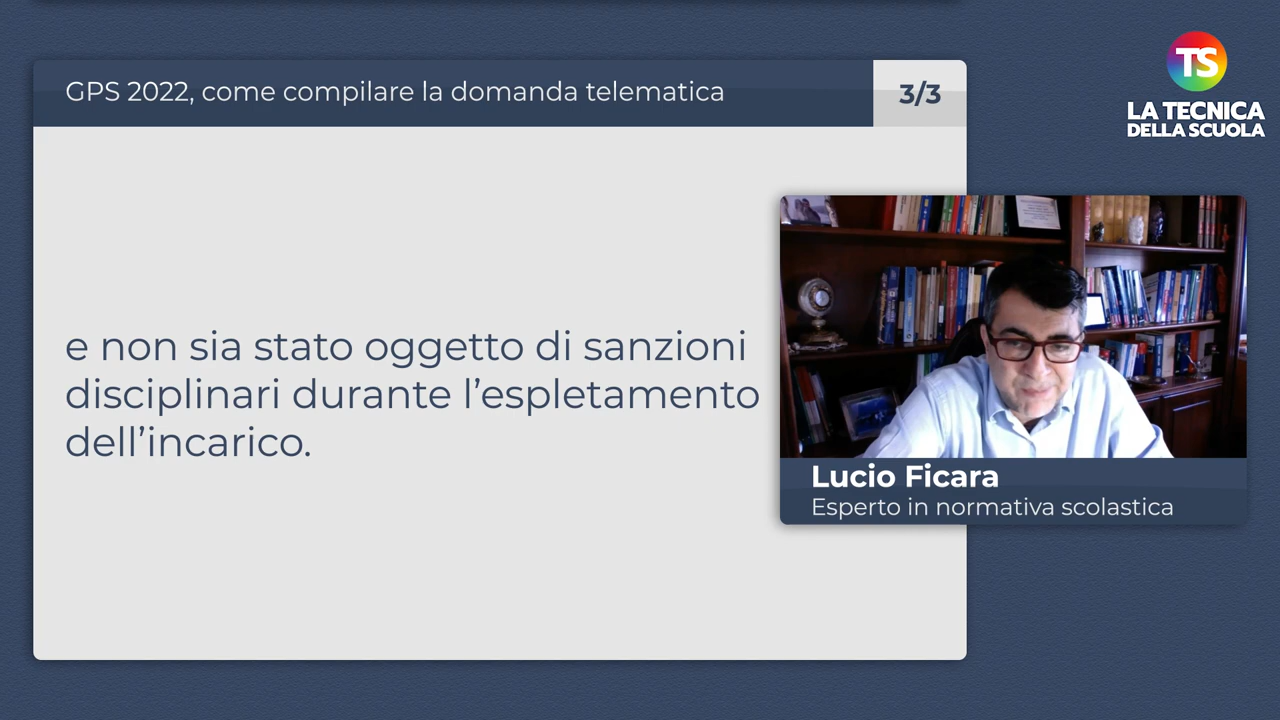 GPS 2022, come compilare la domanda telematica
3/3
TS
LA TECNICA
DELLA SCUOLA
e non sia stato oggetto di sanzioni
disciplinari durante l’espletamento
dell’incarico.
Lucio Ficara
Esperto in normativa scolastica